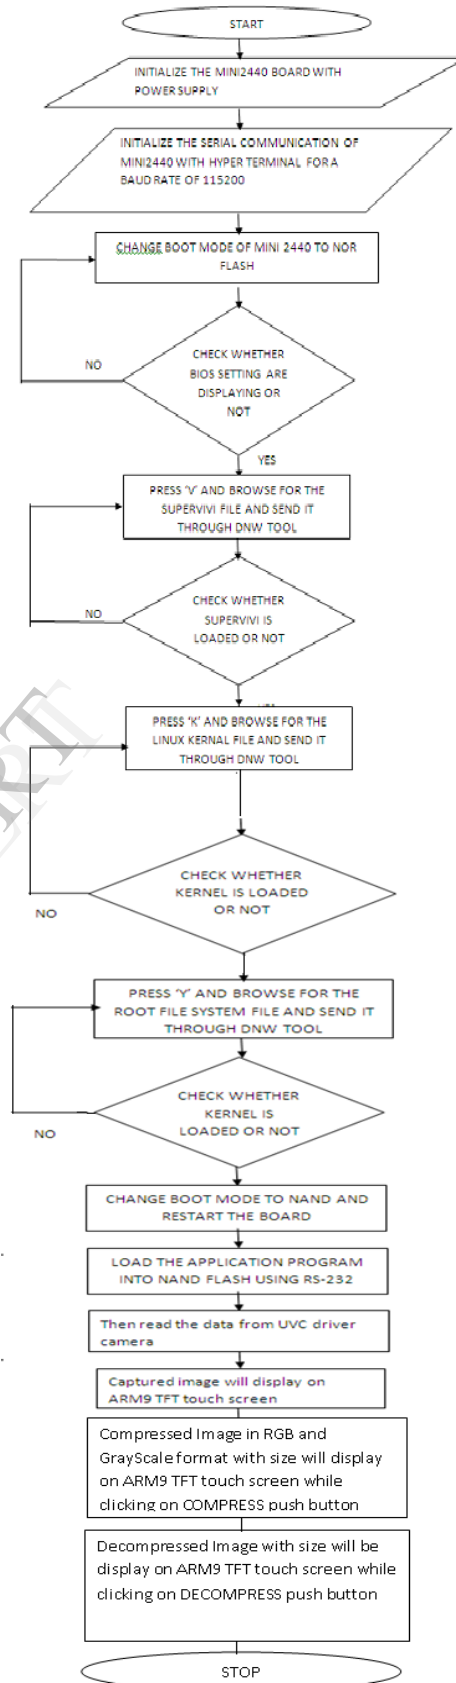 START
INITIALIZE THE MINI2440 BOARD WITH
POWER SUPPLY
INITIALIZE THE SERIAL COMMUNICATION OF
MINI2440 WITH HYPER TERMINAL FOR A
BAUD RATE OF 115200
CHANGE BOOT MODE OF MINI 2440 TO NOR
FLASH
CHECK WHETHER
BIOS SETTING ARE
DISPLAYING OR
NOT
NO
YES
PRESS 'V' AND BROWSE FOR THE
SUPERVIVI FILE AND SEND IT
THROUGH DNW TOOL
CHECK WHETHER
SUPERVIVI IS
LOADED OR NOT
NO
PRESS 'K' AND BROWSE FOR THE
LINUX KERNAL FILE AND SEND IT
THROUGH DNW TOOL
CHECK WHETHER
KERNEL IS LOADED
OR NOT
NO
PRESS 'Y' AND BROWSE FOR THE
ROOT FILE SYSTEM FILE AND SEND IT
THROUGH DNW TOOL
CHECK WHETHER
KERNEL IS
LOADED OR NOT
NO
CHANGE BOOT MODE TO NAND AND
RESTART THE BOARD
LOAD THE APPLICATION PROGRAM
INTO NAND FLASH USING RS-232
Then read the data from UVC driver
camera
Captured image will display on
ARM9 TFT touch screen
Compressed Image in RGB and
GrayScale format with size will display
on ARM9 TFT touch screen while
clicking on COMPRESS push button
Decompressed Image with size will be
display on ARM9 TFT touch screen while
clicking on DECOMPRESS push button
STOP